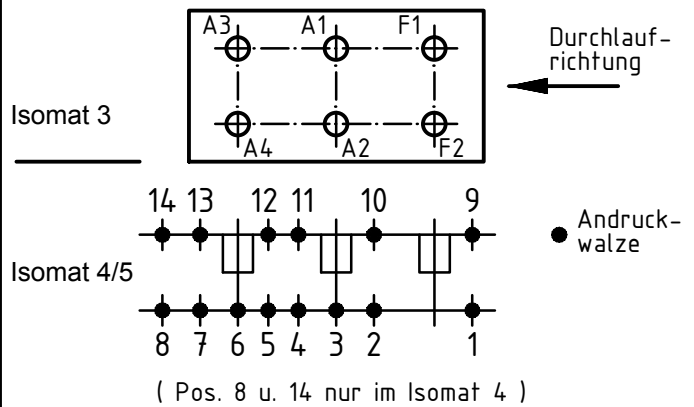 A3 A1 F1
Durchlauf-
richtung
Isomat 3
A4 A2 F2
14 13 12 11 10 9
Andruck-
walze
Isomat 4/5
8 7 6 5 4 3 2 1
( Pos. 8 u. 14 nur im Isomat 4 )